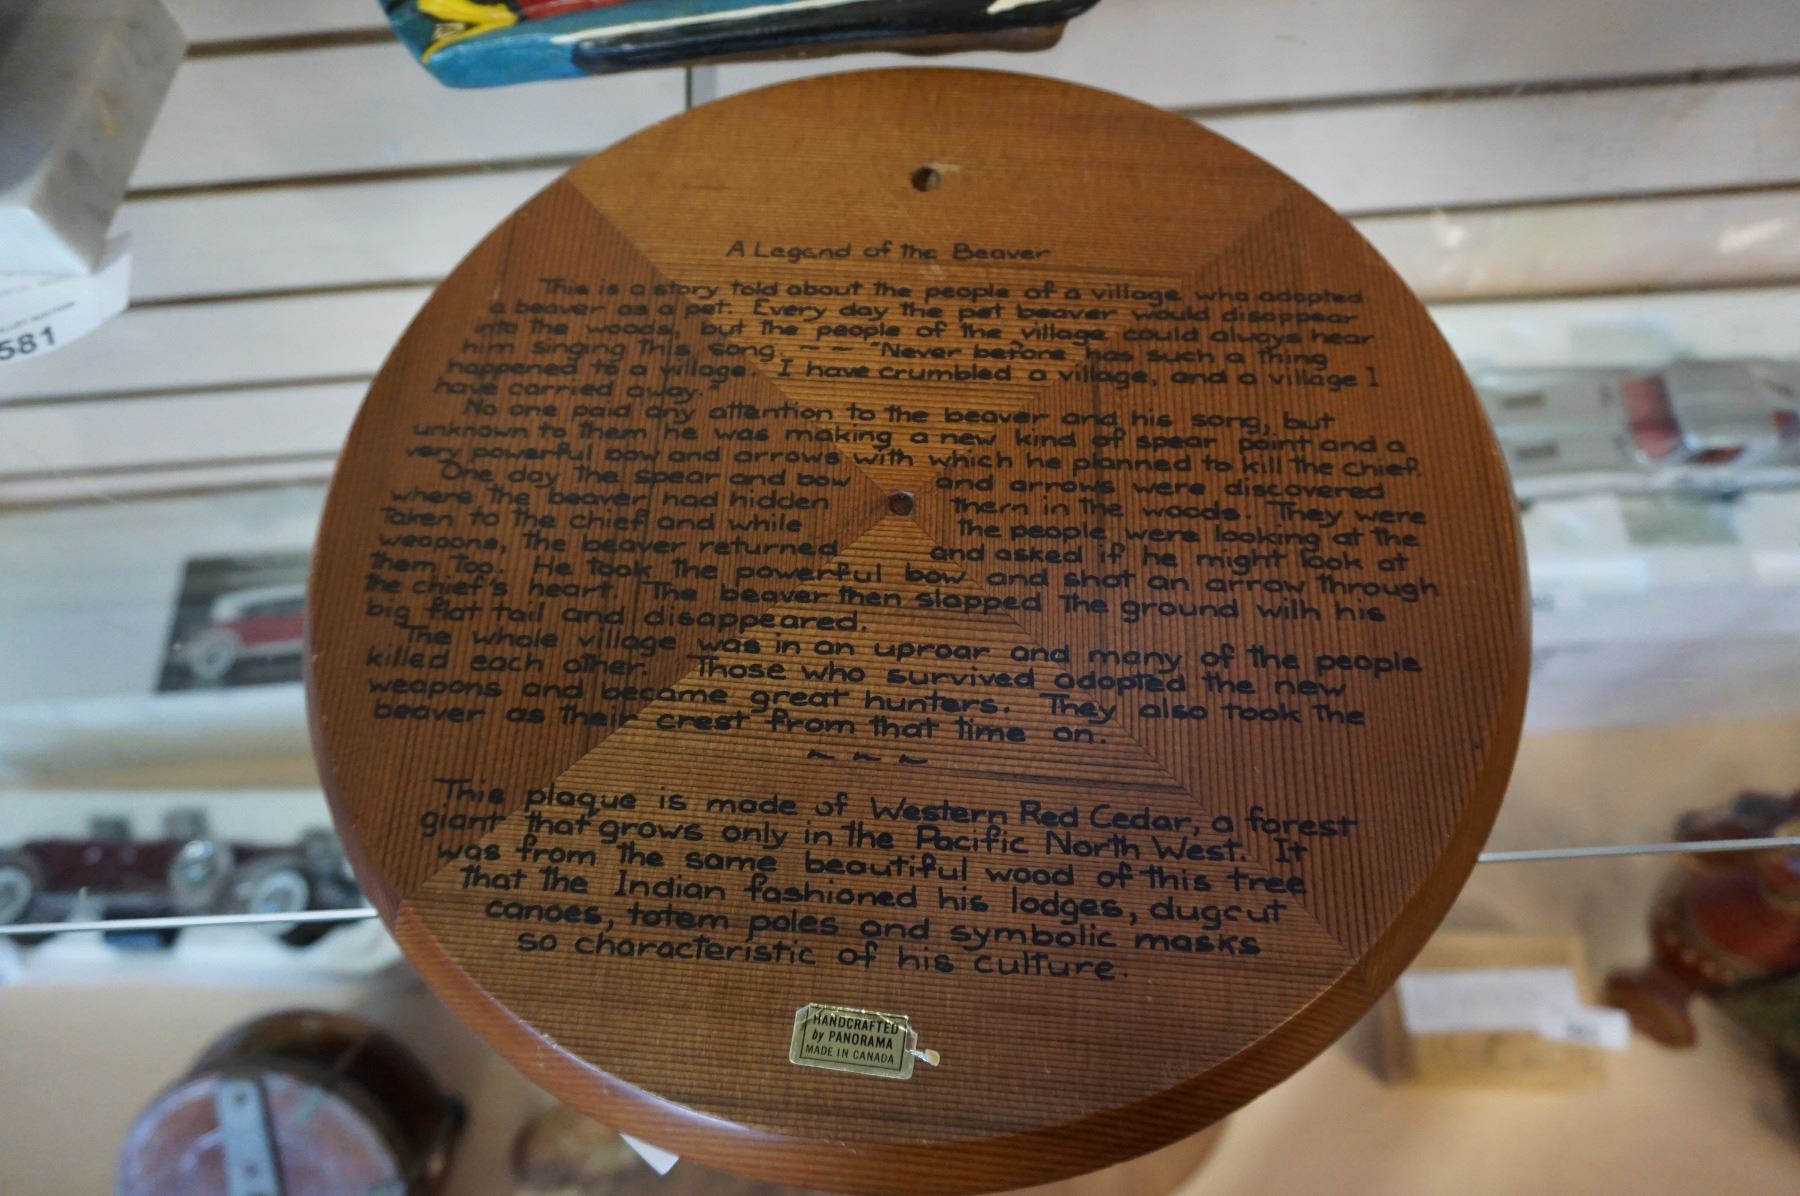 A Legend of the Beaver
This is a story told about the people of a village who adopted
a beaver as a pet. Every day the pet beaver would disappear
into the woods, but the people of the village could always hear
him singing this song ~ ~ "Never before has such a thing
happened to a village. I have crumbled a village, and a village I
have carried away."
No one paid any attention to the beaver and his song, but
unknown to them he was making a new kind of spear point and a
very powerful bow and arrows with which he planned to kill the chief.
One day the spear and bow and arrows were discovered
where the beaver had hidden them in the woods. They were
taken to the chief and while the people were looking at the
weapons, the beaver returned and asked if he might look at
them too. He took the powerful bow and shot an arrow through
the chief's heart. The beaver then slapped the ground with his
big flat tail and disappeared.
The whole village was in an uproar and many of the people
killed each other. Those who survived adopted the new
weapons and became great hunters. They also took the
beaver as their crest from that time on.
~ ~ ~
This plaque is made of Western Red Cedar, a forest
giant that grows only in the Pacific North West. It
was from the same beautiful wood of this tree
that the Indian fashioned his lodges, dugout
canoes, totem poles and symbolic masks
so characteristic of his culture.
HANDCRAFTED
by PANORAMA
MADE IN CANADA
581